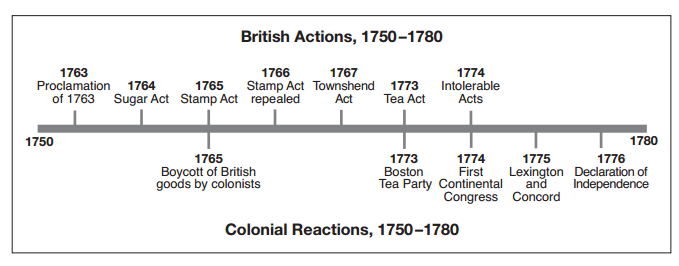 British Actions, 1750–1780
1763
Proclamation
of 1763
1764
Sugar Act
1765
Stamp Act
1766
Stamp Act
repealed
1767
Townshend
Act
1773
Tea Act
1774
Intolerable
Acts
1750
1780
1765
Boycott of British
goods by colonists
1773
Boston
Tea Party
1774
First
Continental
Congress
1775
Lexington
and
Concord
1776
Declaration of
Independence
Colonial Reactions, 1750–1780